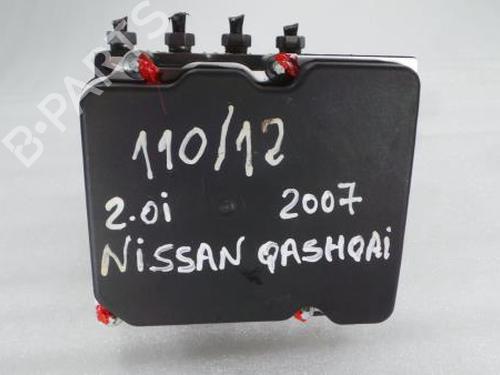 B-PARTS
110/12
2.0i 2007
NiSSAN QASHQAi